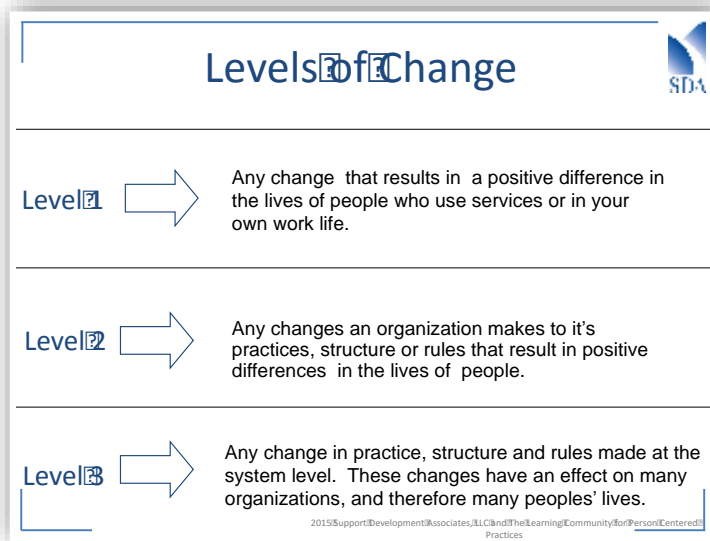 Levels of Change
SDA
Level 1
Any change that results in a positive difference in
the lives of people who use services or in your
own work life.
Level 2
Any changes an organization makes to it's
practices, structure or rules that result in positive
differences in the lives of people.
Level 3
Any change in practice, structure and rules made at the
system level. These changes have an effect on many
organizations, and therefore many peoples' lives.
2015 Support Development Associates, LLC and The Learning Community for Person Centered
Practices